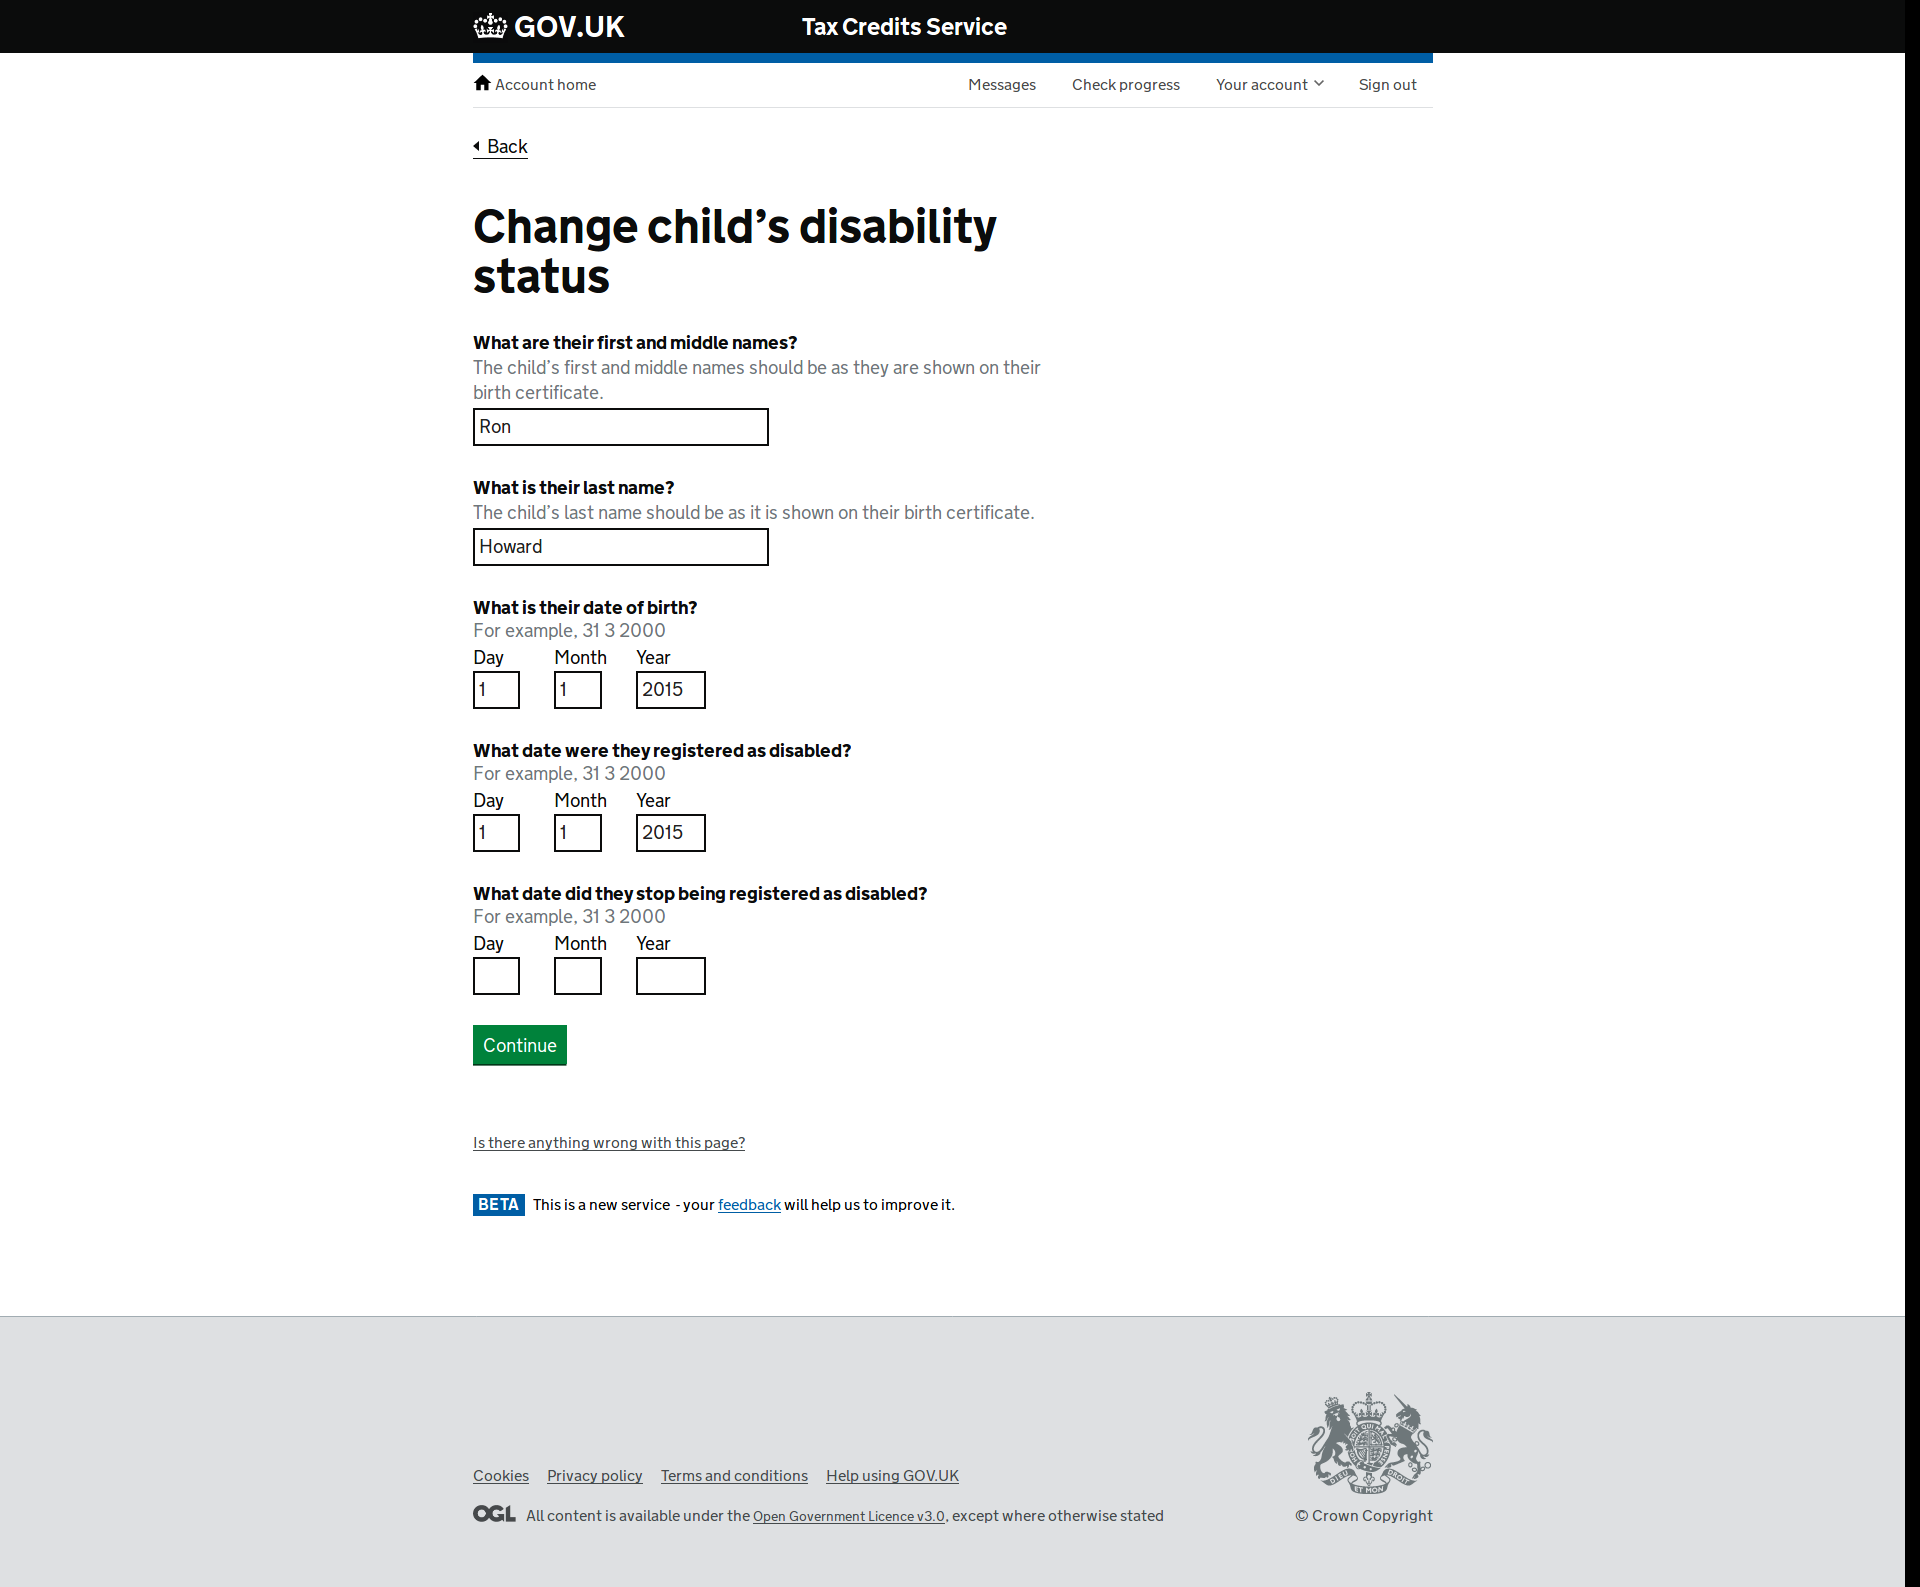 GOV.UK
Tax Credits Service
Account home
Messages
Check progress
Your account
Sign out
Back
Change child’s disability
status
What are their first and middle names?
The child’s first and middle names should be as they are shown on their
birth certificate.
Ron
What is their last name?
The child’s last name should be as it is shown on their birth certificate.
Howard
What is their date of birth?
For example, 31 3 2000
Day Month Year
1 1 2015
What date were they registered as disabled?
For example, 31 3 2000
Day Month Year
1 1 2015
What date did they stop being registered as disabled?
For example, 31 3 2000
Day Month Year
Continue
Is there anything wrong with this page?
BETA This is a new service - your feedback will help us to improve it.
Cookies Privacy policy Terms and conditions Help using GOV.UK
OGL All content is available under the Open Government Licence v3.0, except where otherwise stated
DIEU ET MON DROIT
© Crown Copyright